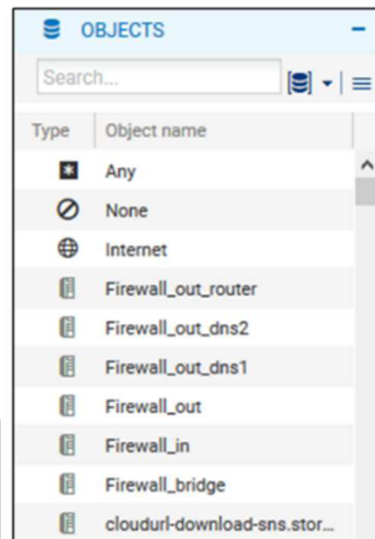 OBJECTS
Search...
Type Object name
Any
None
Internet
Firewall_out_router
Firewall_out_dns2
Firewall_out_dns1
Firewall_out
Firewall_in
Firewall_bridge
cloudurl-download-sns.stor...